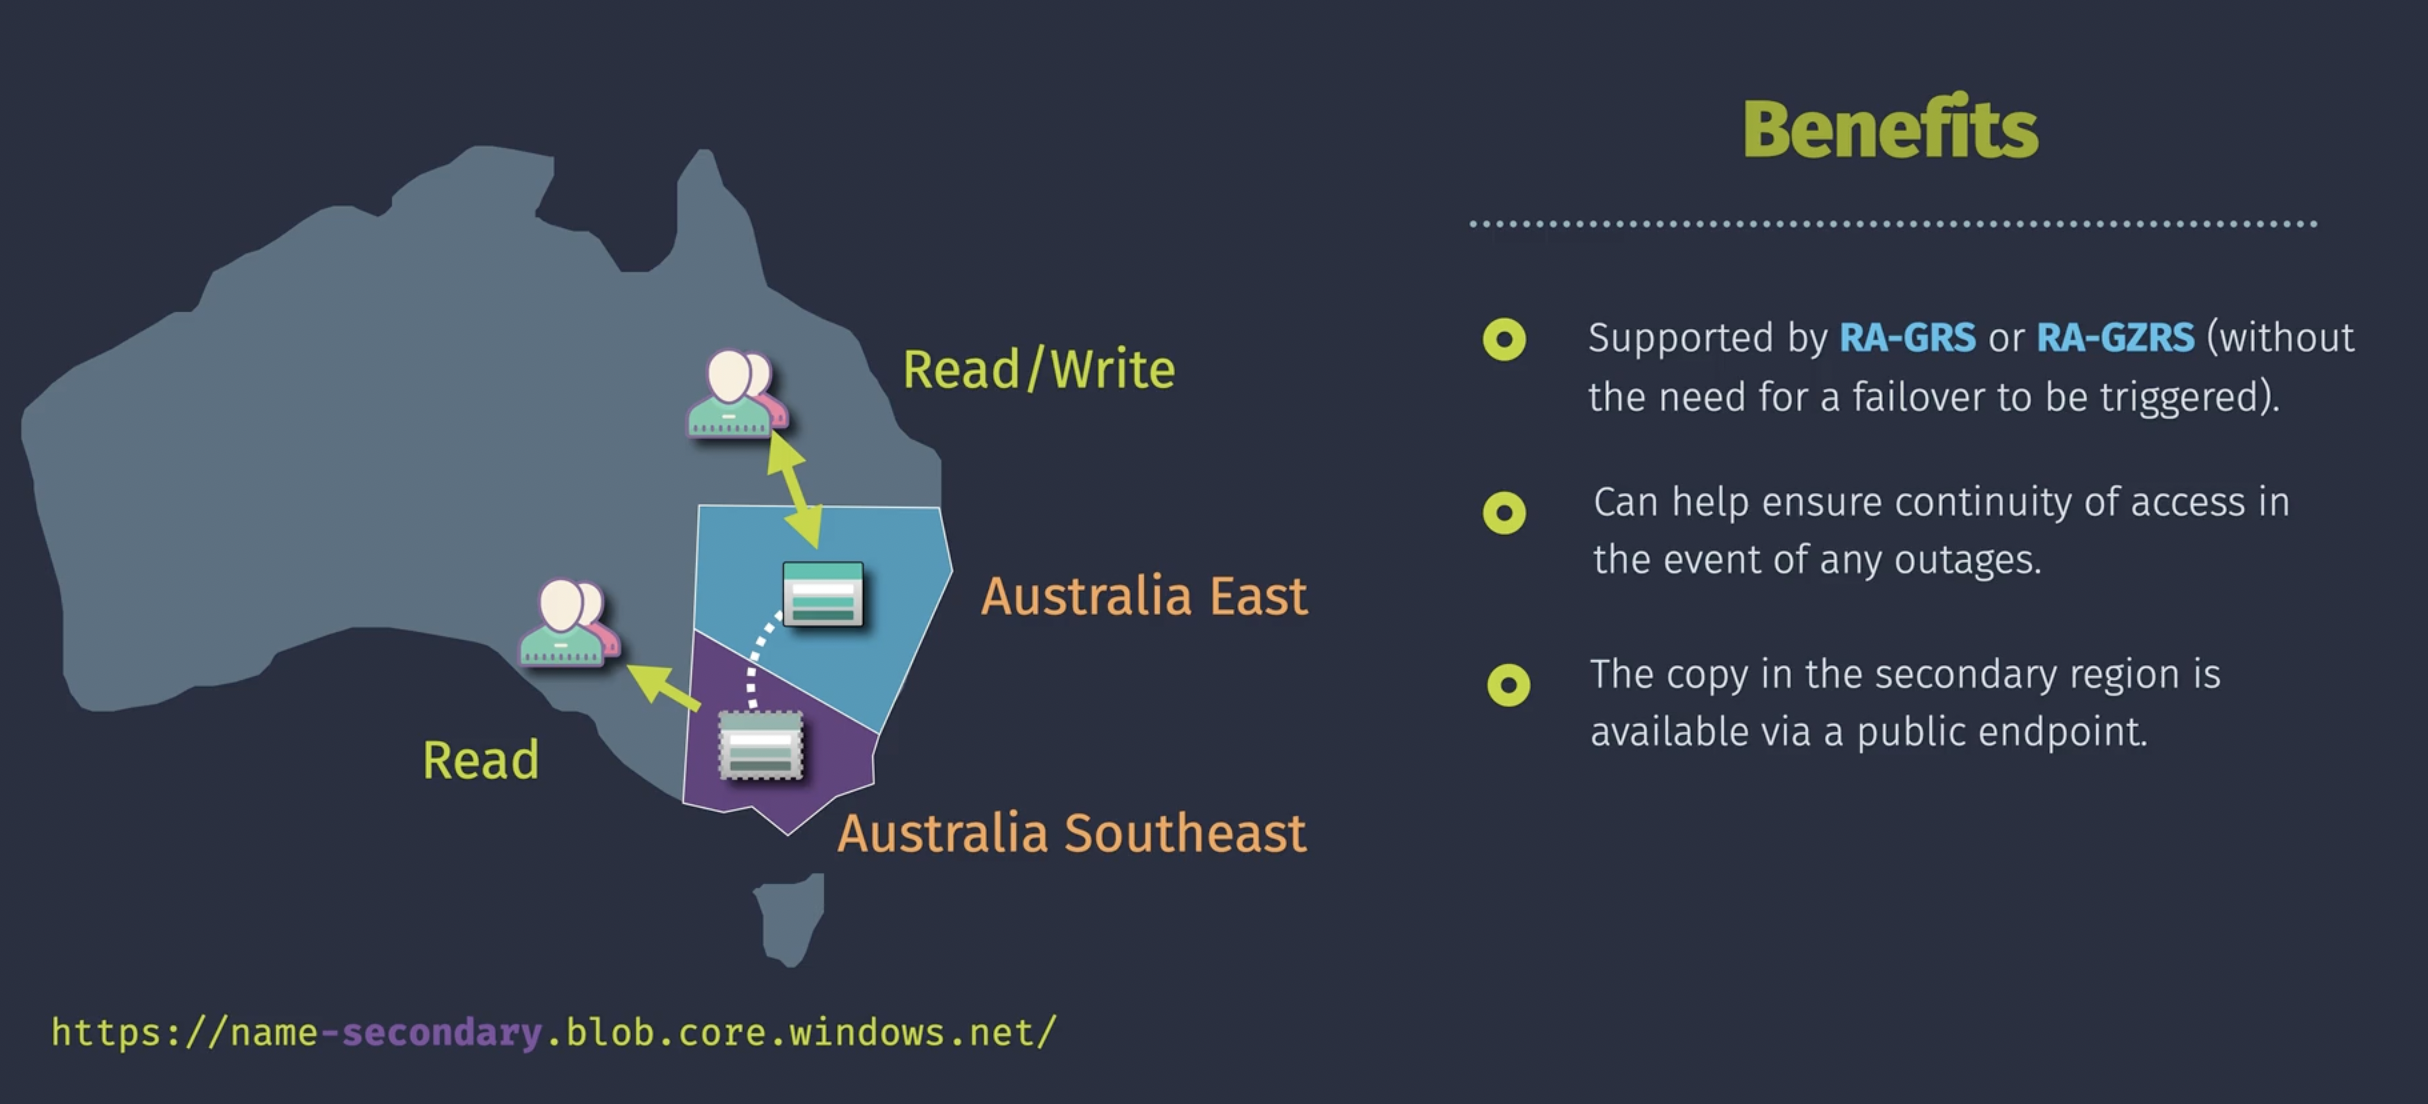 Benefits
Read/Write
Australia East
Read
Australia Southeast
https://name-secondary.blob.core.windows.net/
Supported by RA-GRS or RA-GZRS (without
the need for a failover to be triggered).
Can help ensure continuity of access in
the event of any outages.
The copy in the secondary region is
available via a public endpoint.